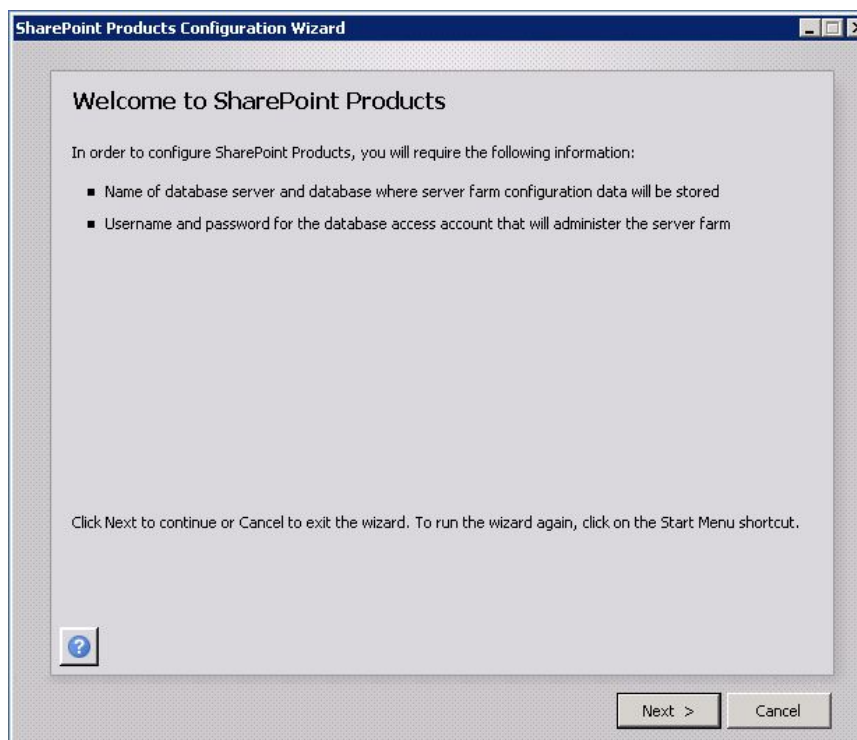 SharePoint Products Configuration Wizard
Welcome to SharePoint Products
In order to configure SharePoint Products, you will require the following information:
Name of database server and database where server farm configuration data will be stored
Username and password for the database access account that will administer the server farm
Click Next to continue or Cancel to exit the wizard. To run the wizard again, click on the Start Menu shortcut.
?
Next >
Cancel